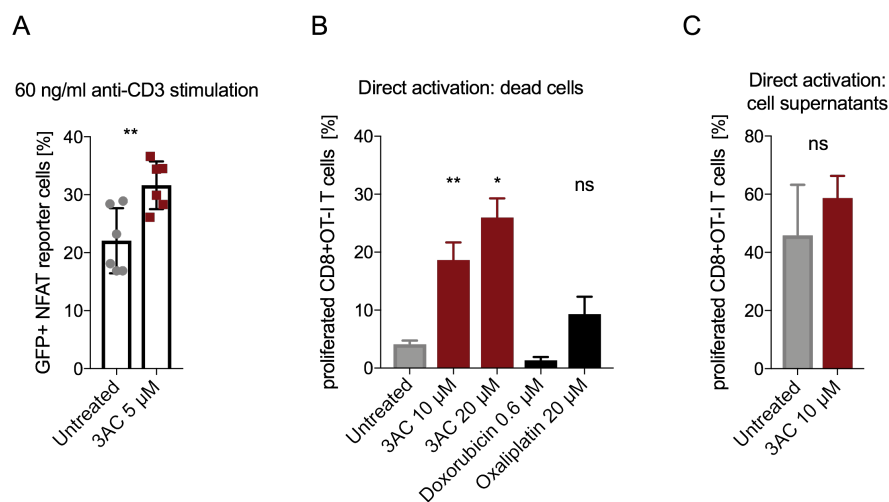 A
B
C
60 ng/ml anti-CD3 stimulation
Direct activation: dead cells
Direct activation:
cell supernatants
GFP+ NFAT reporter cells [%]
40
30
20
10
0
**
Untreated
3AC 5 µM
proliferated CD8+OT-I T cells [%]
40
30
20
10
0
**
*
ns
Untreated
3AC 10 µM
3AC 20 µM
Doxorubicin 0.6 µM
Oxaliplatin 20 µM
proliferated CD8+OT-I T cells [%]
80
60
40
20
0
ns
Untreated
3AC 10 µM